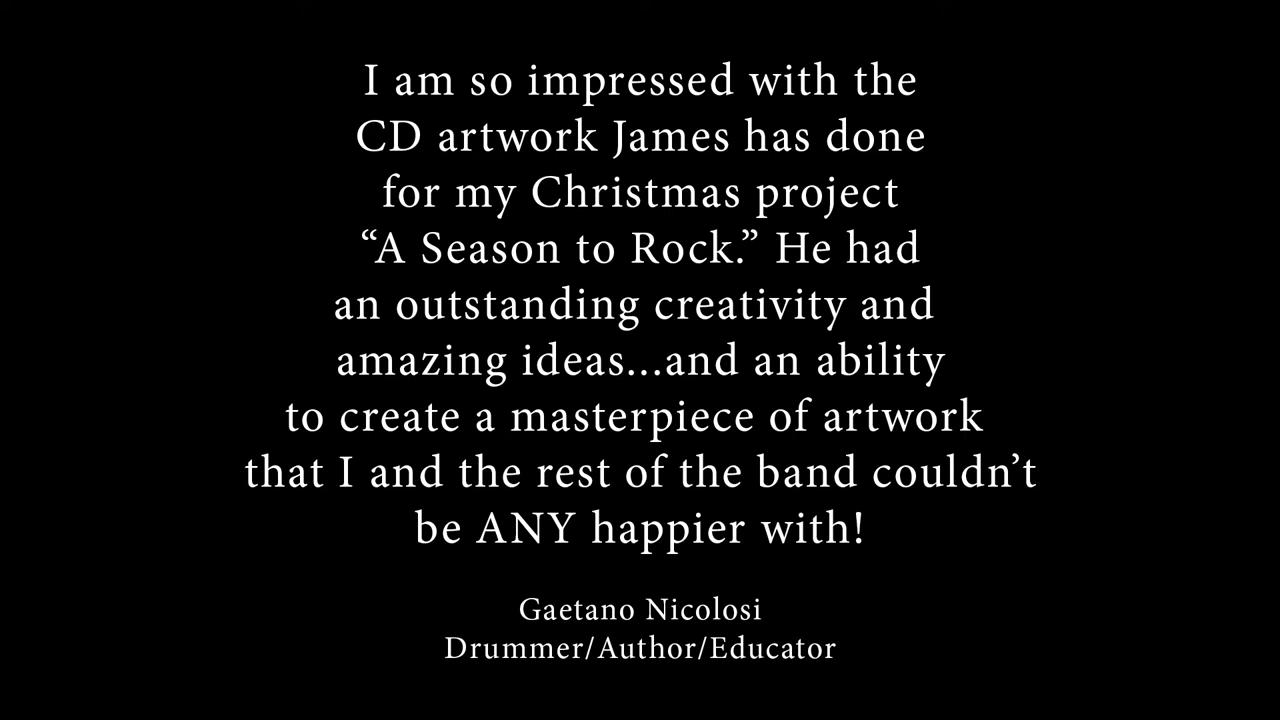 I am so impressed with the
CD artwork James has done
for my Christmas project
“A Season to Rock.” He had
an outstanding creativity and
amazing ideas...and an ability
to create a masterpiece of artwork
that I and the rest of the band couldn’t
be ANY happier with!
Gaetano Nicolosi
Drummer/Author/Educator